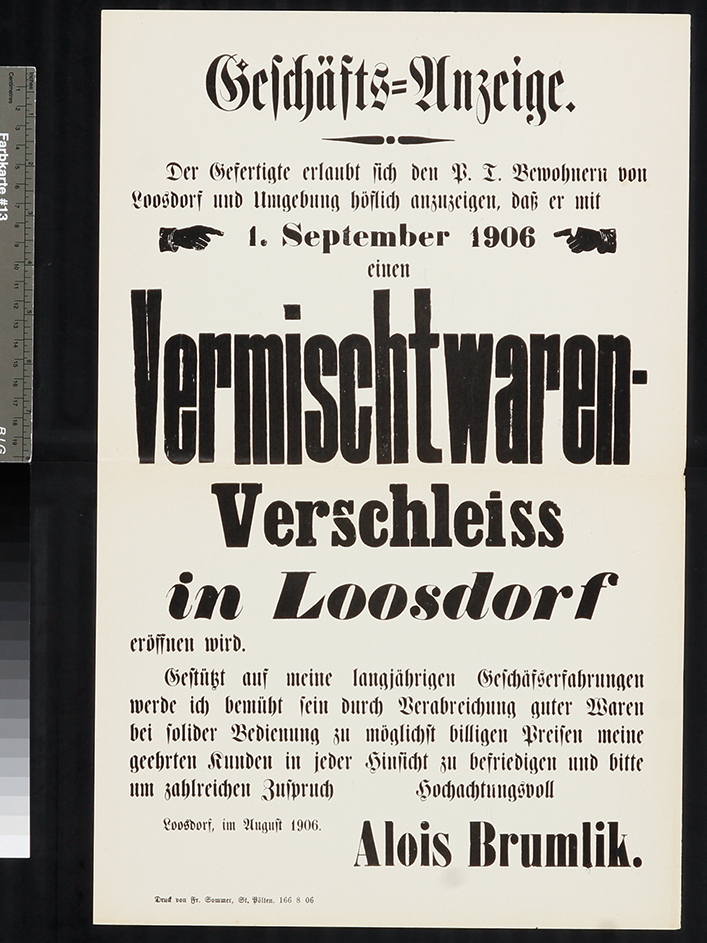 Geschäfts=Anzeige.
Der Gefertigte erlaubt sich den P. T. Bewohnern von
Loosdorf und Umgebung höflich anzuzeigen, daß er mit
1. September 1906
einen
Vermischtwaren-
Verschleiss
in Loosdorf
eröffnen wird.
Gestützt auf meine langjährigen Geschäfserfahrungen
werde ich bemüht sein durch Verabreichung guter Waren
bei solider Bedienung zu möglichst billigen Preisen meine
geehrten Kunden in jeder Hinsicht zu befriedigen und bitte
um zahlreichen Zuspruch Hochachtungsvoll
Loosdorf, im August 1906.
Alois Brumlik.
Druck von Fr. Sommer, St. Pölten. 166 8 06
Inches
Centimetres
Farbkarte #13
B.I.G